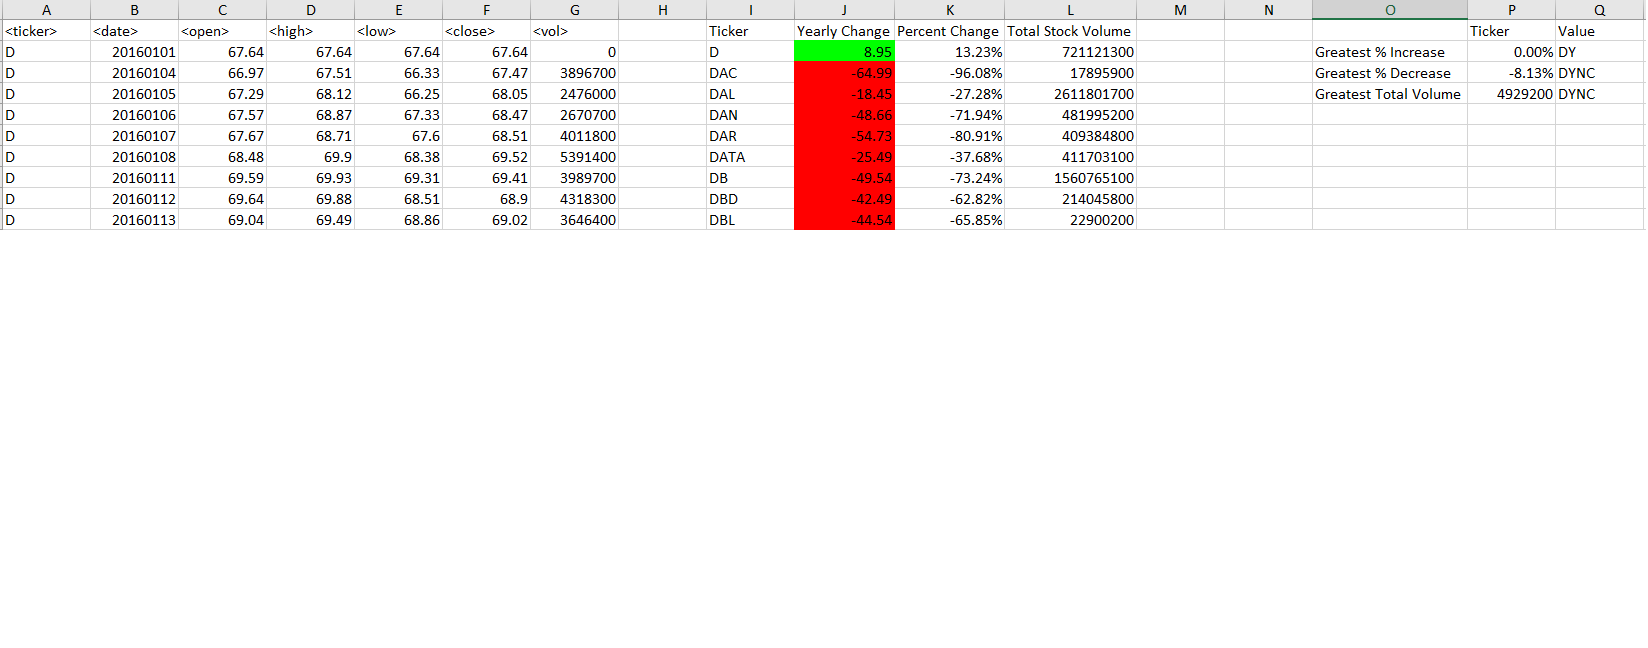 A B C D E F G H I J K L M N O P Q
<ticker> <date> <open> <high> <low> <close> <vol> Ticker Yearly Change Percent Change Total Stock Volume Ticker Value
D 20160101 67.64 67.64 67.64 67.64 0 D 8.95 13.23% 721121300 Greatest % Increase 0.00% DY
D 20160104 66.97 67.51 66.33 67.47 3896700 DAC -64.99 -96.08% 17895900 Greatest % Decrease -8.13% DYNC
D 20160105 67.29 68.12 66.25 68.05 2476000 DAL -18.45 -27.28% 2611801700 Greatest Total Volume 4929200 DYNC
D 20160106 67.57 68.87 67.33 68.47 2670700 DAN -48.66 -71.94% 481995200
D 20160107 67.67 68.71 67.6 68.51 4011800 DAR -54.73 -80.91% 409384800
D 20160108 68.48 69.9 68.38 69.52 5391400 DATA -25.49 -37.68% 411703100
D 20160111 69.59 69.93 69.31 69.41 3989700 DB -49.54 -73.24% 1560765100
D 20160112 69.64 69.88 68.51 68.9 4318300 DBD -42.49 -62.82% 214045800
D 20160113 69.04 69.49 68.86 69.02 3646400 DBL -44.54 -65.85% 22900200